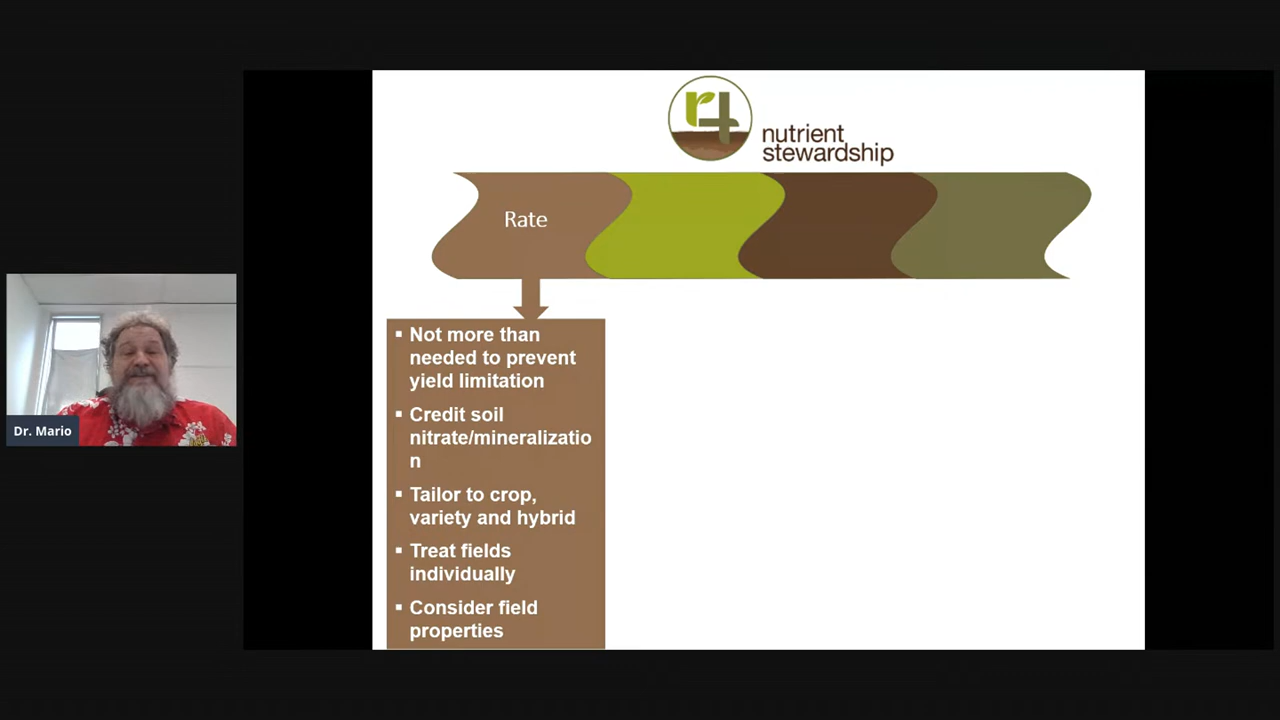 r4
nutrient
stewardship
Rate
▪ Not more than
needed to prevent
yield limitation
▪ Credit soil
nitrate/mineralizatio
n
▪ Tailor to crop,
variety and hybrid
▪ Treat fields
individually
▪ Consider field
properties
Dr. Mario